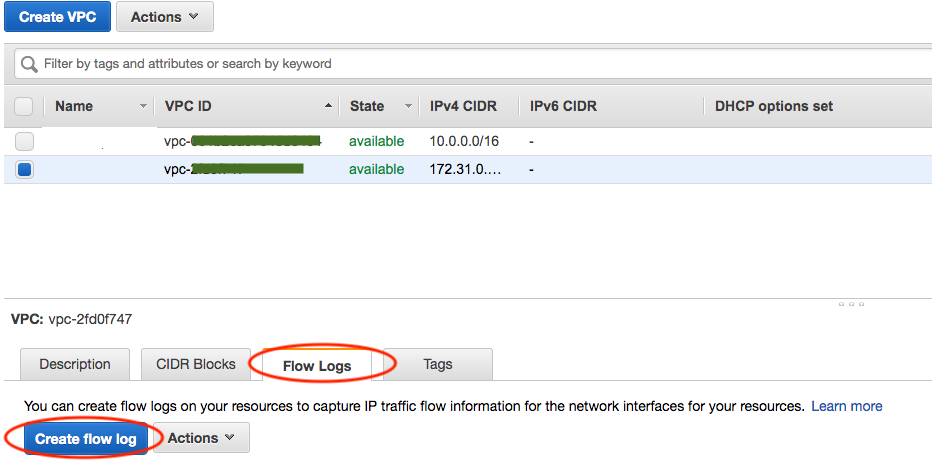 Create VPC Actions
Filter by tags and attributes or search by keyword
Name VPC ID State IPv4 CIDR IPv6 CIDR DHCP options set
vpc- available 10.0.0.0/16 -
vpc- available 172.31.0.… -
VPC: vpc-2fd0f747
Description CIDR Blocks Flow Logs Tags
You can create flow logs on your resources to capture IP traffic flow information for the network interfaces for your resources. Learn more
Create flow log Actions